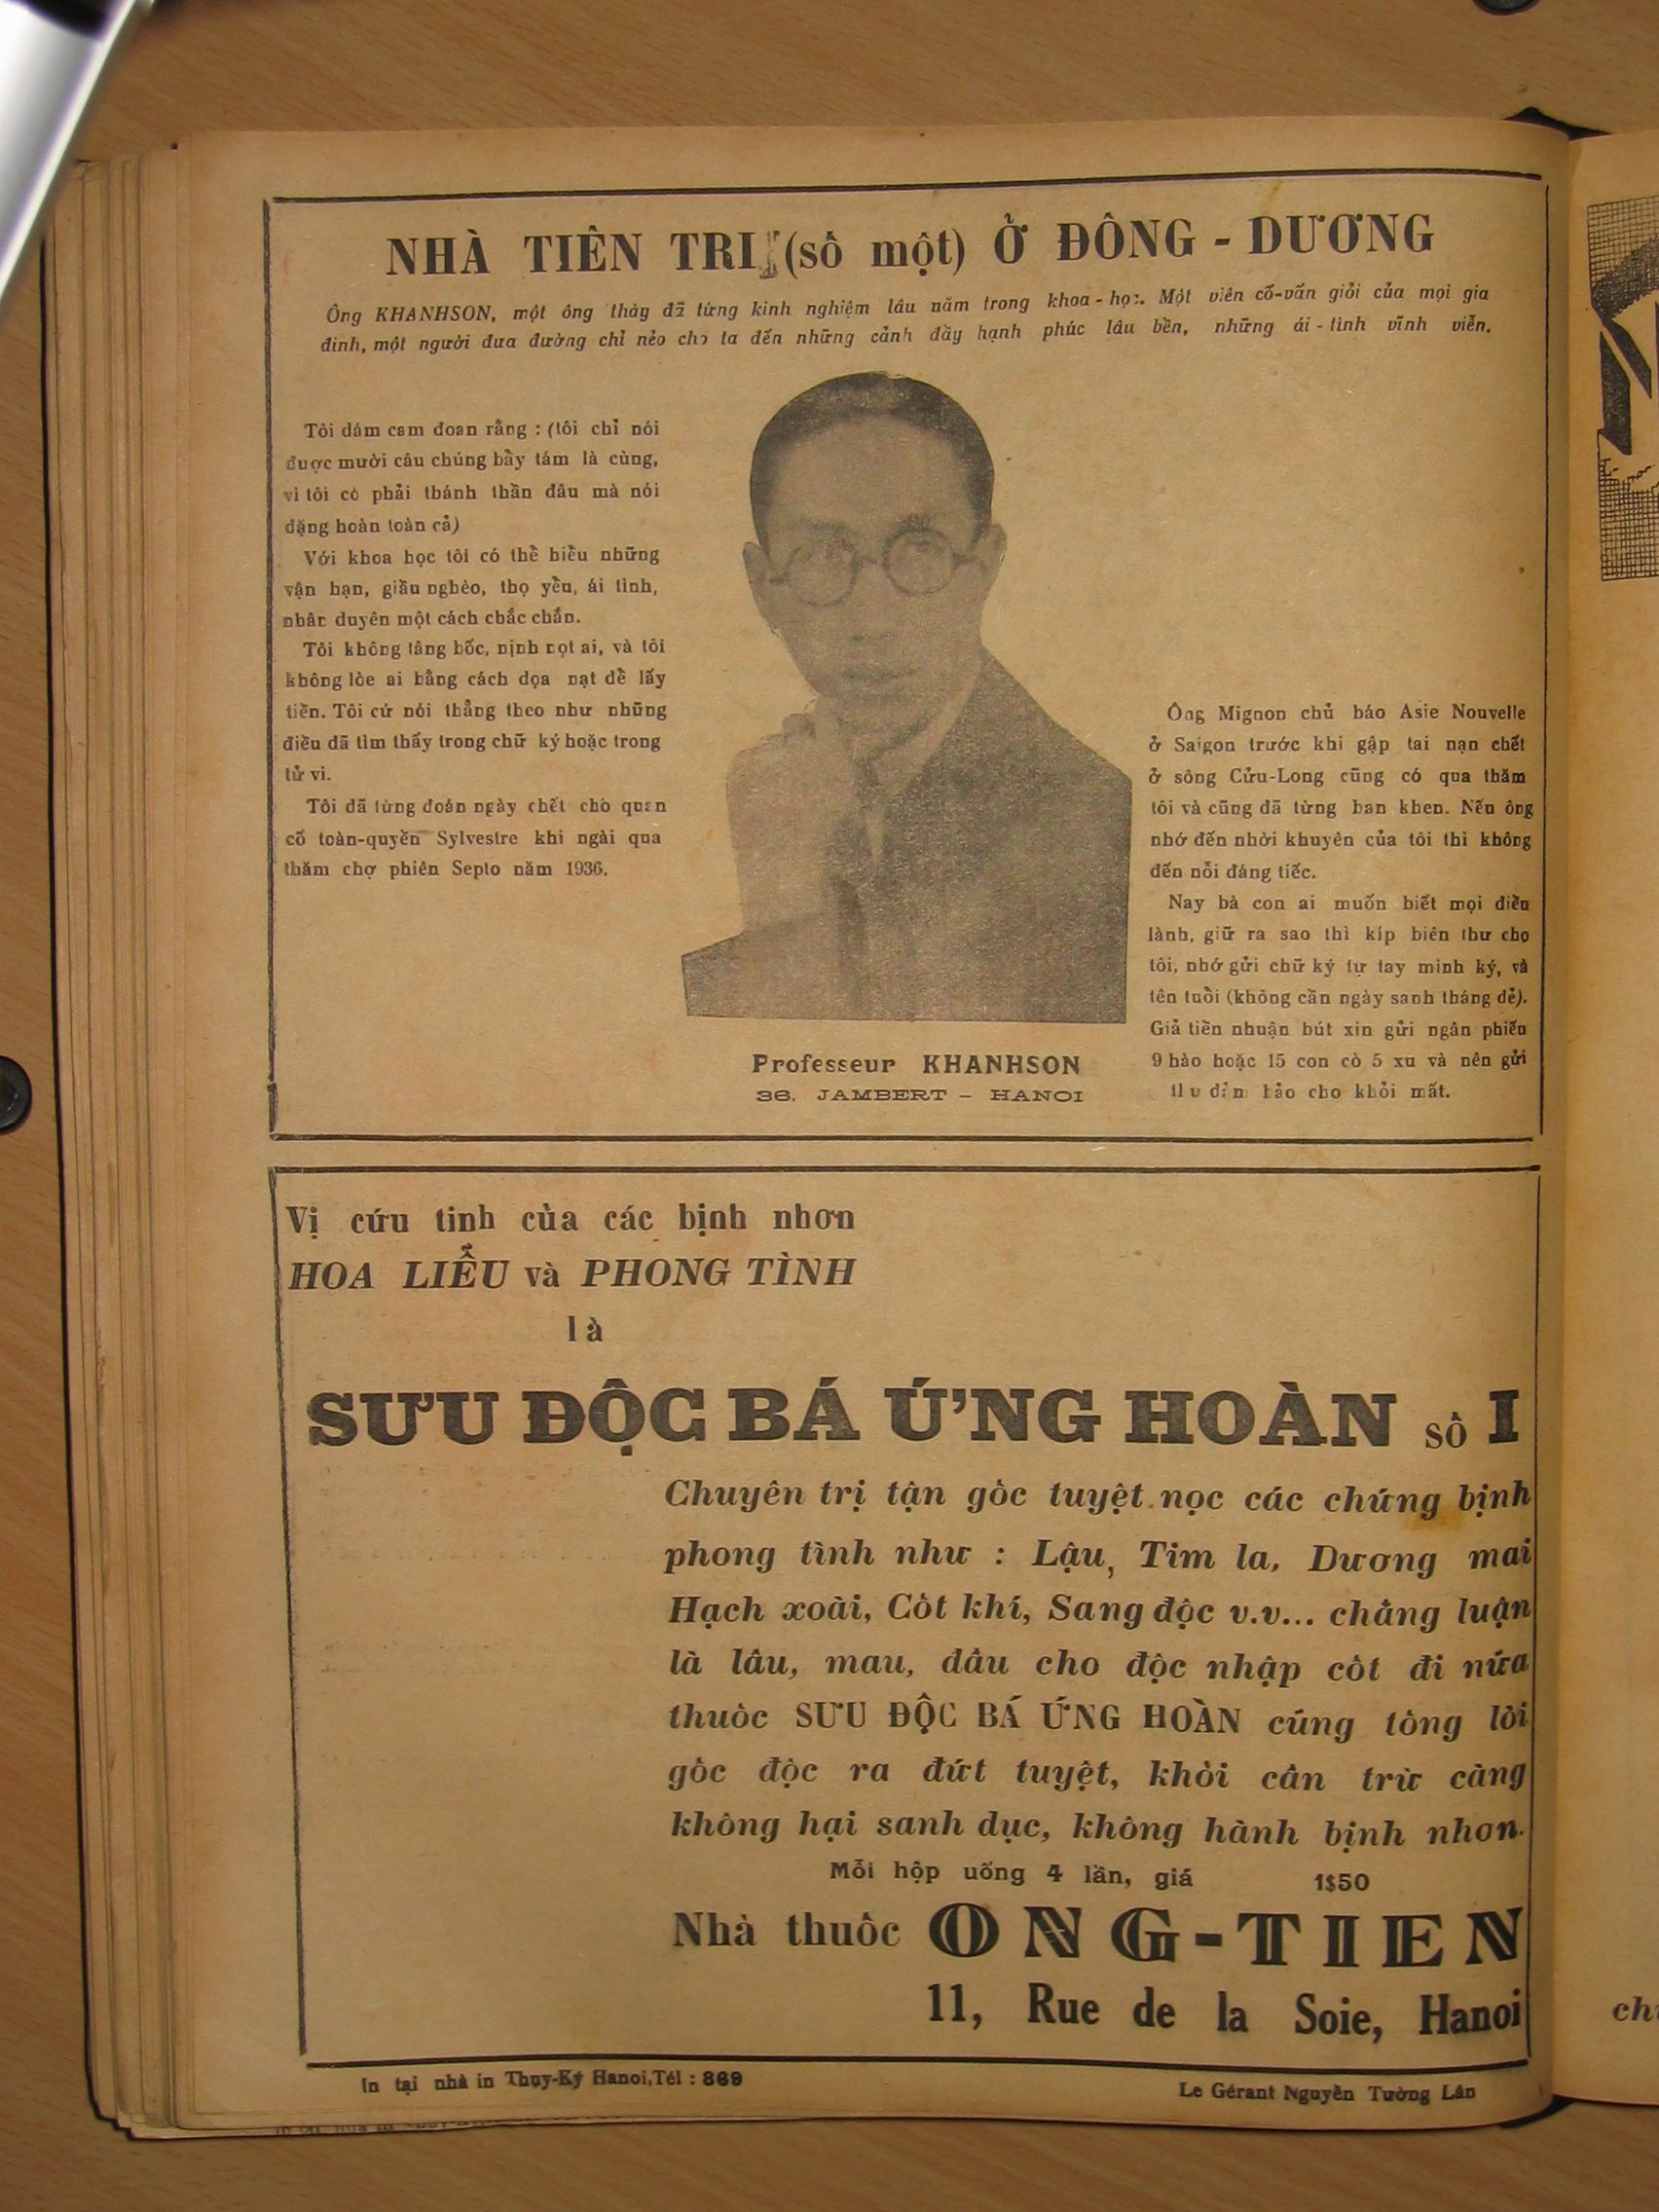 NHÀ TIÊN TRI (số một) Ở ĐÔNG - DƯƠNG
Ông KHANHSON, một ông thày đã từng kinh nghiệm lâu năm trong khoa-học. Một viên cố-vấn giỏi của mọi gia
đình, một người đưa đường chỉ nẻo cho ta đến những cảnh đầy hạnh phúc lâu bền, những ái-tình vĩnh viễn.
Tôi dám cam đoan rằng : (tôi chỉ nói
được mười câu chúng bầy tám là cùng,
vì tôi có phải thánh thần đâu mà nói
đặng hoàn toàn cả)
Với khoa học tôi có thể hiểu những
vận hạn, giầu nghèo, thọ yểu, ái tình,
nhân duyên một cách chắc chắn.
Tôi không tâng bốc, nịnh nọt ai, và tôi
không lòe ai bằng cách dọa nạt để lấy
tiền. Tôi cứ nói thẳng theo như những
điều đã tìm thấy trong chữ ký hoặc trong
tử vi.
Tôi đã từng đoán ngày chết cho quan
cố toàn-quyền Sylvestre khi ngài qua
thăm chợ phiên Septo năm 1936.
Professeur KHANHSON
36. JAMBERT - HANOI
Ông Mignon chủ báo Asie Nouvelle
ở Saigon trước khi gập tai nạn chết
ở sông Cửu-Long cũng có qua thăm
tôi và cũng đã từng ban khen. Nếu ông
nhớ đến nhời khuyên của tôi thì không
đến nỗi đáng tiếc.
Nay bà con ai muốn biết mọi điều
lành, giữ ra sao thì kíp biên thư cho
tôi, nhớ gửi chữ ký tự tay mình ký, và
tên tuổi (không cần ngày sanh tháng đẻ).
Giả tiền nhuận bút xin gửi ngân phiếu
9 hào hoặc 15 con cò 5 xu và nên gửi
thư đảm bảo cho khỏi mất.
Vị cứu tinh của các bịnh nhơn
HOA LIỄU và PHONG TÌNH
là
SƯU ĐỘC BÁ ỨNG HOÀN số I
Chuyên trị tận gốc tuyệt nọc các chứng bịnh
phong tình như : Lậu, Tim la, Dương mai
Hạch xoài, Cốt khí, Sang độc v.v... chẳng luận
là lâu, mau, dầu cho độc nhập cốt đi nữa
thuốc SƯU ĐỘC BÁ ỨNG HOÀN cũng tống lòi
gốc độc ra đứt tuyệt, khỏi cần trừ căng
không hại sanh dục, không hành bịnh nhơn.
Mỗi hộp uống 4 lần, giá 1$50
Nhà thuốc ONG-TIEN
11, Rue de la Soie, Hanoi
In tại nhà in Thụy-Ký Hanoi,Tél : 869
Le Gérant Nguyễn Tường Lân